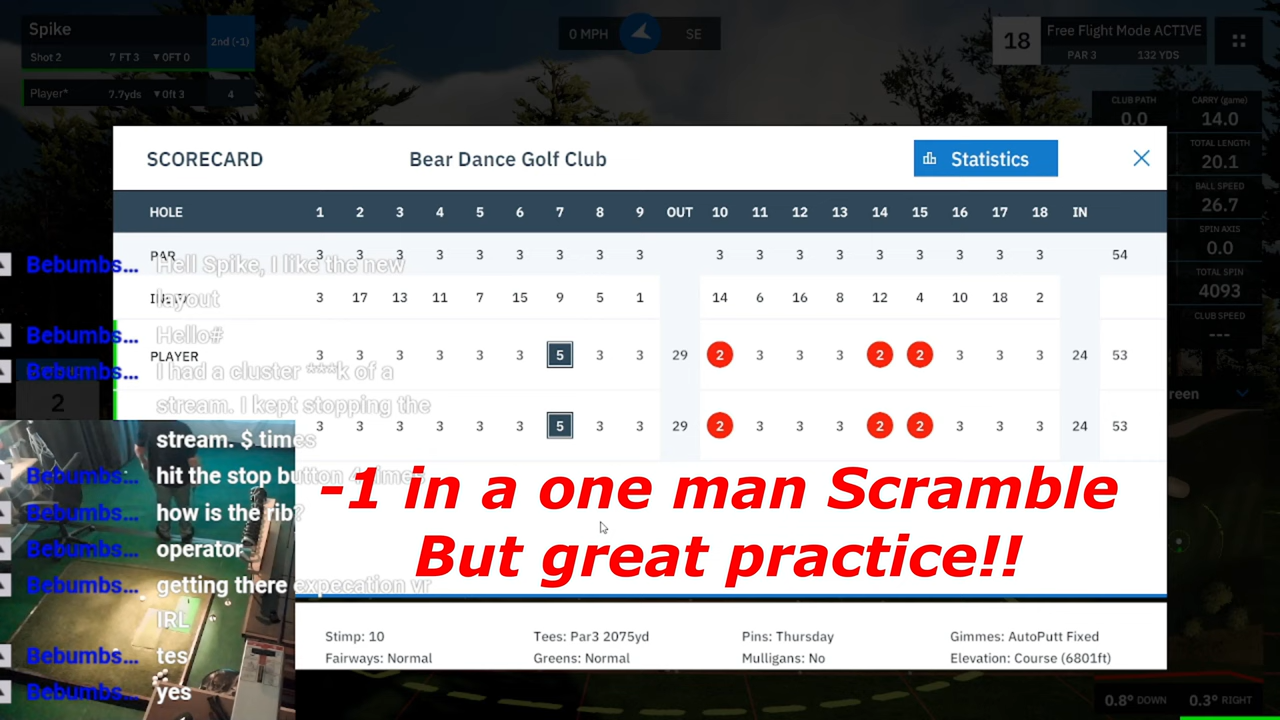 Spike
2nd (-1)
Shot 2 7 FT 3 ▼0FT 0
Player* 7.7yds ▼0ft 3 4
0 MPH SE
18
Free Flight Mode ACTIVE
PAR 3 132 YDS
CLUB PATH
0.0
CARRY (game)
14.0
TOTAL LENGTH
20.1
BALL SPEED
26.7
SPIN AXIS
0.0
TOTAL SPIN
4093
CLUB SPEED
---
SCORECARD
Bear Dance Golf Club
Statistics
HOLE 1 2 3 4 5 6 7 8 9 OUT 10 11 12 13 14 15 16 17 18 IN
PAR 3 3 3 3 3 3 3 3 3 3 3 3 3 3 3 3 3 3 54
3 17 13 11 7 15 9 5 1 14 6 16 8 12 4 10 18 2
PLAYER 3 3 3 3 3 3 5 3 3 29 2 3 3 3 2 2 3 3 3 24 53
3 3 3 3 3 3 5 3 3 29 2 3 3 3 2 2 3 3 3 24 53
2
Bebumbs... Hell Spike, I like the new
layout
Bebumbs... Hello#
Bebumbs... I had a cluster ***k of a
stream. I kept stopping the
stream. $ times
Bebumbs... hit the stop button 4 times
Bebumbs... how is the rib?
Bebumbs... operator
Bebumbs... getting there expecation vr
IRL
Bebumbs... tes
Bebumbs... yes
-1 in a one man Scramble
But great practice!!
Stimp: 10 Tees: Par3 2075yd Pins: Thursday Gimmes: AutoPutt Fixed
Fairways: Normal Greens: Normal Mulligans: No Elevation: Course (6801ft)
0.8° DOWN 0.3° RIGHT